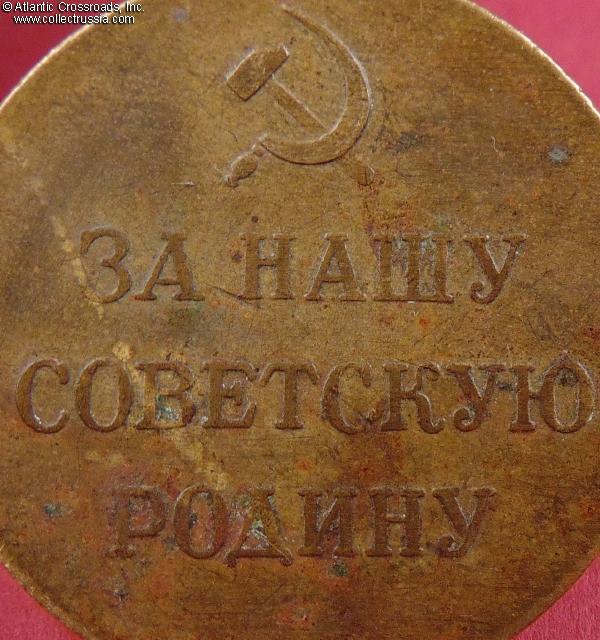 © Atlantic Crossroads, Inc.
www.collectrussia.com
ЗА НАШУ
СОВЕТСКУЮ
РОДИНУ